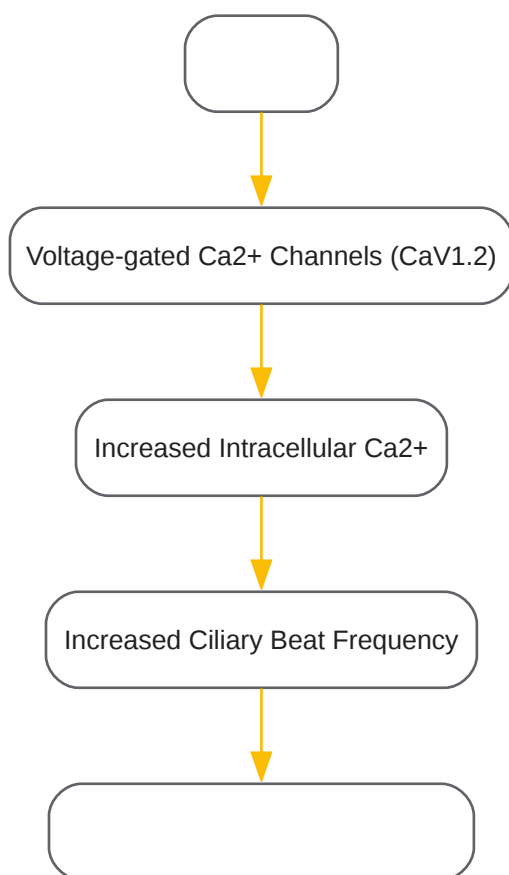 Voltage-gated Ca2+ Channels (CaV1.2)
Increased Intracellular Ca2+
Increased Ciliary Beat Frequency